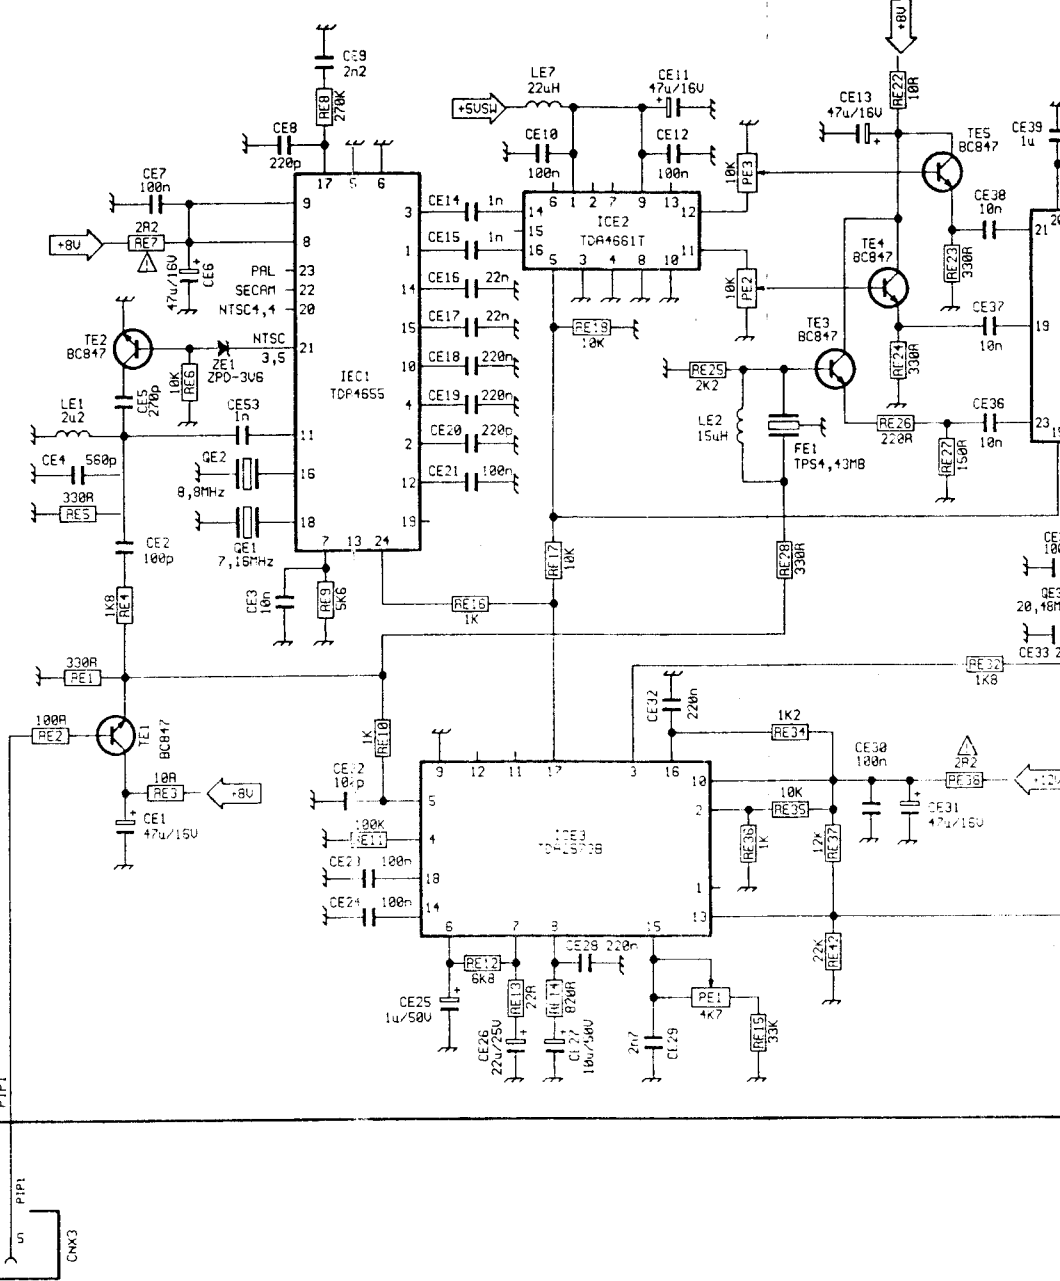 +8V
CE9
2n2
RE8
270K
CE8
220p
LE7
22uH
+5VSW
CE11
47u/16V
CE10
100n
CE12
100n
CE13
47u/16V
RE22
10R
TE5
BC847
CE39
1u
CE7
100n
17
5
6
9
8
+8V
2R2
RE7
47u/16V
CE6
PAL
23
SECAM
22
NTSC4,4
20
NTSC
3,5
21
3
CE14
1n
1
CE15
1n
14
CE16
22n
15
CE17
22n
10
CE18
220n
4
CE19
220n
2
CE20
220p
12
CE21
100n
19
IEC1
TDA4655
6
1
2
7
9
13
14
15
16
ICE2
TDA4661T
12
11
5
3
4
8
10
10K
PE3
10K
PE2
CE38
10n
21
20
RE23
330R
TE4
BC847
CE37
10n
19
RE24
330R
TE3
BC847
RE26
220R
CE36
10n
23
RE27
150R
RE18
10K
RE25
2K2
LE2
15uH
FE1
TPS4,43MB
TE2
BC847
CE5
270p
10K
RE6
ZE1
ZPD-3V6
LE1
2u2
CE53
1n
11
CE4
560p
QE2
8,8MHz
16
330R
RE5
QE1
7,16MHz
18
7
13
24
CE2
100p
1K8
RE4
CE3
10n
RE9
5K6
RE16
1K
RE17
10K
RE28
330R
20,48M
CE33
RE32
1K8
330R
RE1
100R
RE2
TE1
BC847
10R
RE3
+8V
CE1
47u/16V
1K
RE10
CE32
220n
1K2
RE34
CE30
100n
2R2
RE38
+12V
CE31
47u/16V
9
12
11
17
3
16
10
2
1
13
5
4
18
14
6
7
8
15
ICE3
100K
RE11
CE23
100n
CE24
100n
10K
RE35
RE36
1K
12K
RE37
22K
RE42
RE12
6K8
CE28
220n
RE13
22R
RE14
820R
CE25
1u/50V
CE26
22u/25V
CE27
10u/50V
2n7
CE29
PE1
4K7
RE15
33K
PIP1
PIP1
5
CNX3